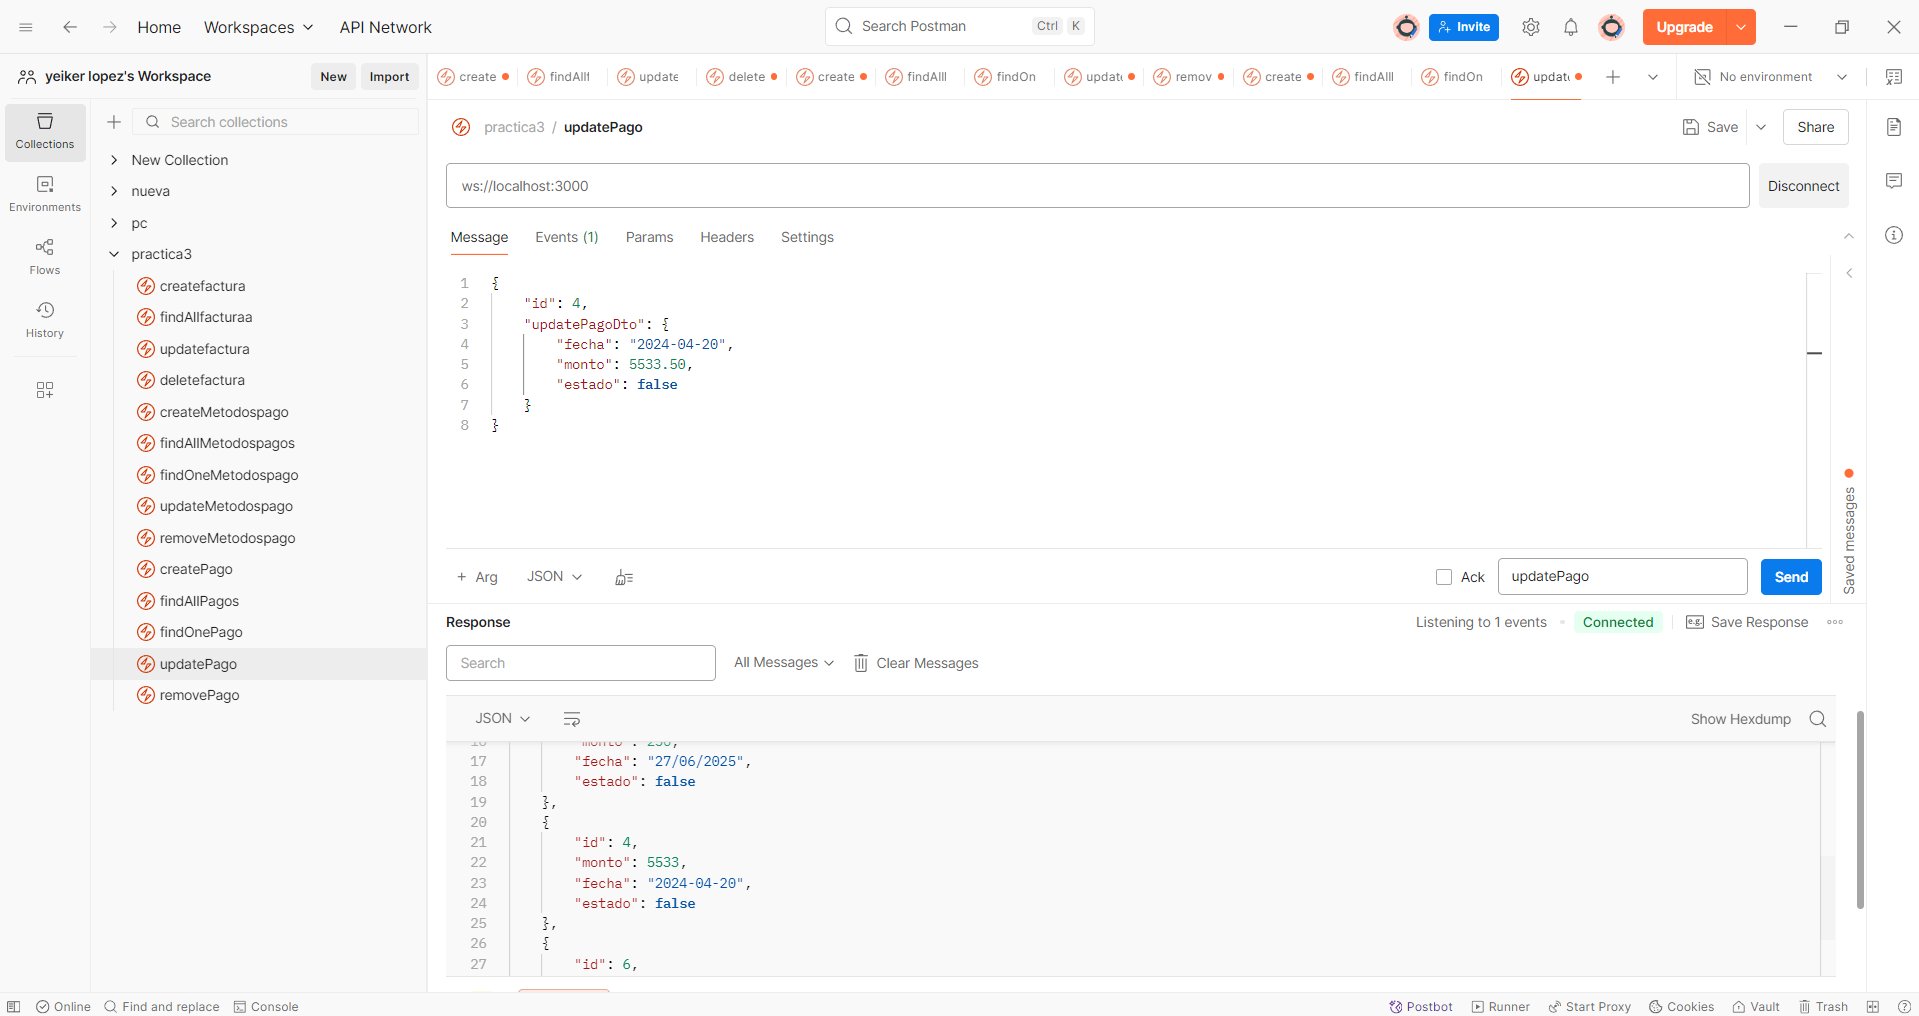 Home
Workspaces
API Network
Search Postman
Ctrl K
Invite
Upgrade
yeiker lopez's Workspace
New
Import
create
findAllf
update
delete
create
findAlll
findOn
update
remov
create
findAlll
findOn
No environment
Collections
Environments
Flows
History
Search collections
New Collection
nueva
pc
practica3
createfactura
findAllfacturaa
updatefactura
deletefactura
createMetodospago
findAllMetodospagos
findOneMetodospago
updateMetodospago
removeMetodospago
createPago
findAllPagos
findOnePago
updatePago
removePago
practica3 / updatePago
Save
Share
ws://localhost:3000
Disconnect
Message
Events (1)
Params
Headers
Settings
1 {
2 "id": 4,
3 "updatePagoDto": {
4 "fecha": "2024-04-20",
5 "monto": 5533.50,
6 "estado": false
7 }
8 }
Saved messages
+ Arg
JSON
Ack
updatePago
Send
Response
Listening to 1 events
Connected
Save Response
Search
All Messages
Clear Messages
JSON
Show Hexdump
16 "monto": 250,
17 "fecha": "27/06/2025",
18 "estado": false
19 },
20 {
21 "id": 4,
22 "monto": 5533,
23 "fecha": "2024-04-20",
24 "estado": false
25 },
26 {
27 "id": 6,
Online
Find and replace
Console
Postbot
Runner
Start Proxy
Cookies
Vault
Trash